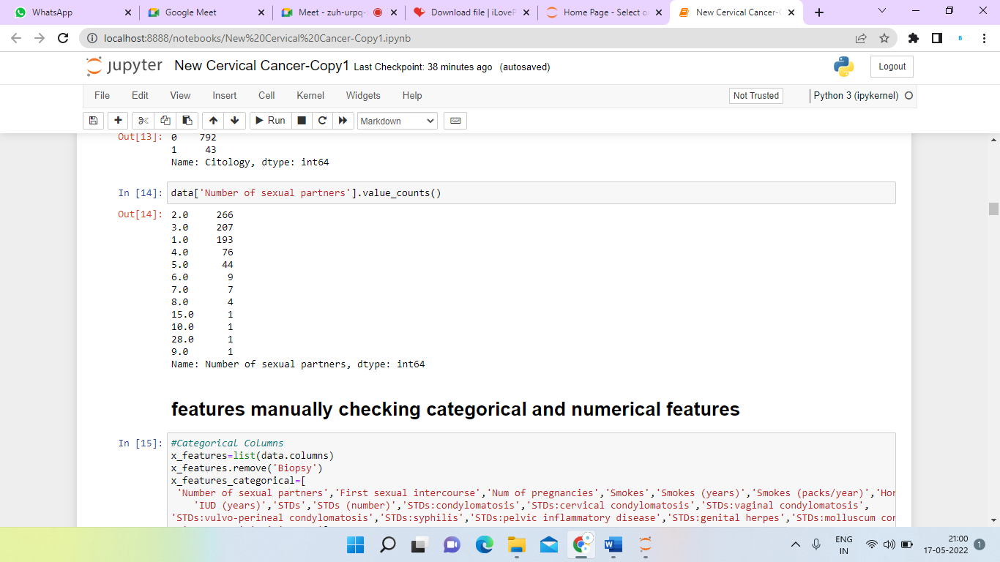 WhatsApp
Google Meet
Meet - zuh-urpq-
Download file | iLoveP
Home Page - Select o
New Cervical Cancer-
localhost:8888/notebooks/New%20Cervical%20Cancer-Copy1.ipynb
B
jupyter New Cervical Cancer-Copy1 Last Checkpoint: 38 minutes ago (autosaved)
Logout
File Edit View Insert Cell Kernel Widgets Help
Not Trusted
Python 3 (ipykernel)
Run
Markdown
Out[13]: 0 792
1 43
Name: Citology, dtype: int64
In [14]: data['Number of sexual partners'].value_counts()
Out[14]: 2.0 266
3.0 207
1.0 193
4.0 76
5.0 44
6.0 9
7.0 7
8.0 4
15.0 1
10.0 1
28.0 1
9.0 1
Name: Number of sexual partners, dtype: int64
features manually checking categorical and numerical features
In [15]: #Categorical Columns
x_features=list(data.columns)
x_features.remove('Biopsy')
x_features_categorical=[
'Number of sexual partners','First sexual intercourse','Num of pregnancies','Smokes','Smokes (years)','Smokes (packs/year)','Hor
'IUD (years)','STDs','STDs (number)','STDs:condylomatosis','STDs:cervical condylomatosis','STDs:vaginal condylomatosis',
'STDs:vulvo-perineal condylomatosis','STDs:syphilis','STDs:pelvic inflammatory disease','STDs:genital herpes','STDs:molluscum con
ENG
IN
21:00
17-05-2022
1